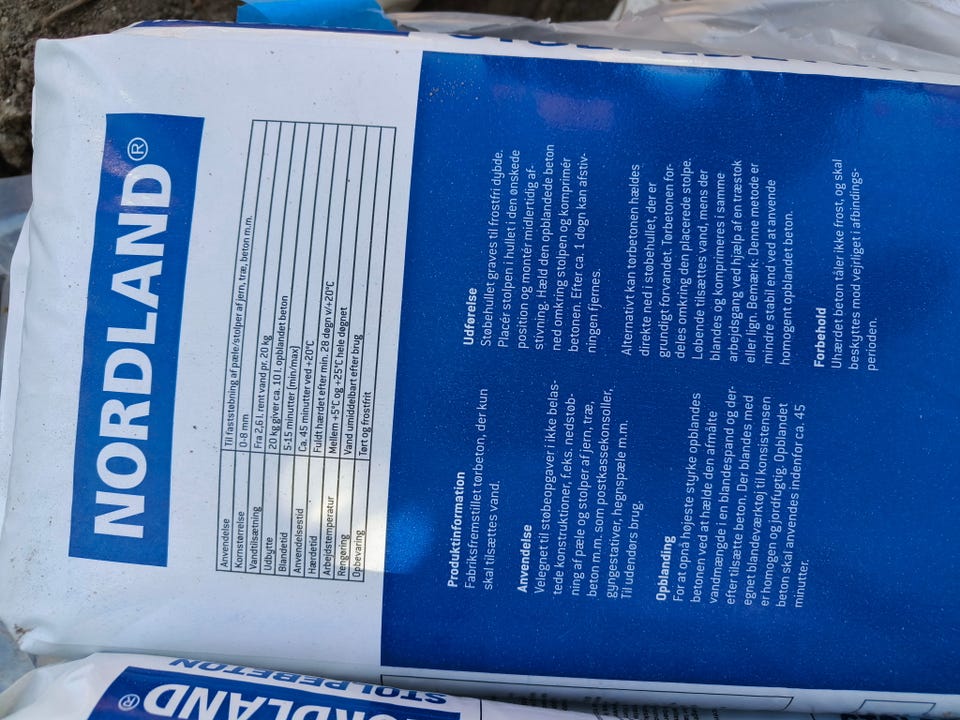 NORDLAND®
Anvendelse Til faststøbning af pæle/stolper af jern, træ, beton m.m.
Kornstørrelse 0-8 mm
Vandtilsætning Fra 2,6 l. rent vand pr. 20 kg
Udbytte 20 kg giver ca. 10 l. opblandet beton
Blandetid 5-15 minutter (min/max)
Anvendelsestid Ca. 45 minutter ved +20°C
Hærdetid Fuldt hærdet efter min. 28 døgn v/+20°C
Arbejdstemperatur Mellem +5°C og +25°C hele døgnet
Rengøring Vand umiddelbart efter brug
Opbevaring Tørt og frostfrit
Produktinformation
Fabriksfremstillet tørbeton, der kun
skal tilsættes vand.
Anvendelse
Velegnet til støbeopgaver i ikke belas-
tede konstruktioner, f.eks. nedstøb-
ning af pæle og stolper af jern, træ,
beton m.m. som postkassekonsoller,
gyngestativer, hegnspæle m.m.
Til udendørs brug.
Opblanding
For at opnå højeste styrke opblandes
betonen ved at hælde den afmålte
vandmængde i en blandespand og der-
efter tilsætte beton. Der blandes med
egnet blandeværktøj til konsistensen
er homogen og jordfugtig. Opblandet
beton skal anvendes indenfor ca. 45
minutter.
Udførelse
Støbehullet graves til frostfri dybde.
Placér stolpen i hullet i den ønskede
position og montér midlertidig af-
stivning. Hæld den opblandede beton
ned omkring stolpen og komprimér
betonen. Efter ca. 1 døgn kan afstiv-
ningen fjernes.
Alternativt kan tørbetonen hældes
direkte ned i støbehullet, der er
grundigt forvandet. Tørbetonen for-
deles omkring den placerede stolpe.
Løbende tilsættes vand, mens der
blandes og komprimeres i samme
arbejdsgang ved hjælp af en træstok
eller lign. Bemærk. Denne metode er
mindre stabil end ved at anvende
homogent opblandet beton.
Forbehold
Uhærdet beton tåler ikke frost, og skal
beskyttes mod vejrliget i afbindings-
perioden.
STOLPEBETON
NORDLAND®